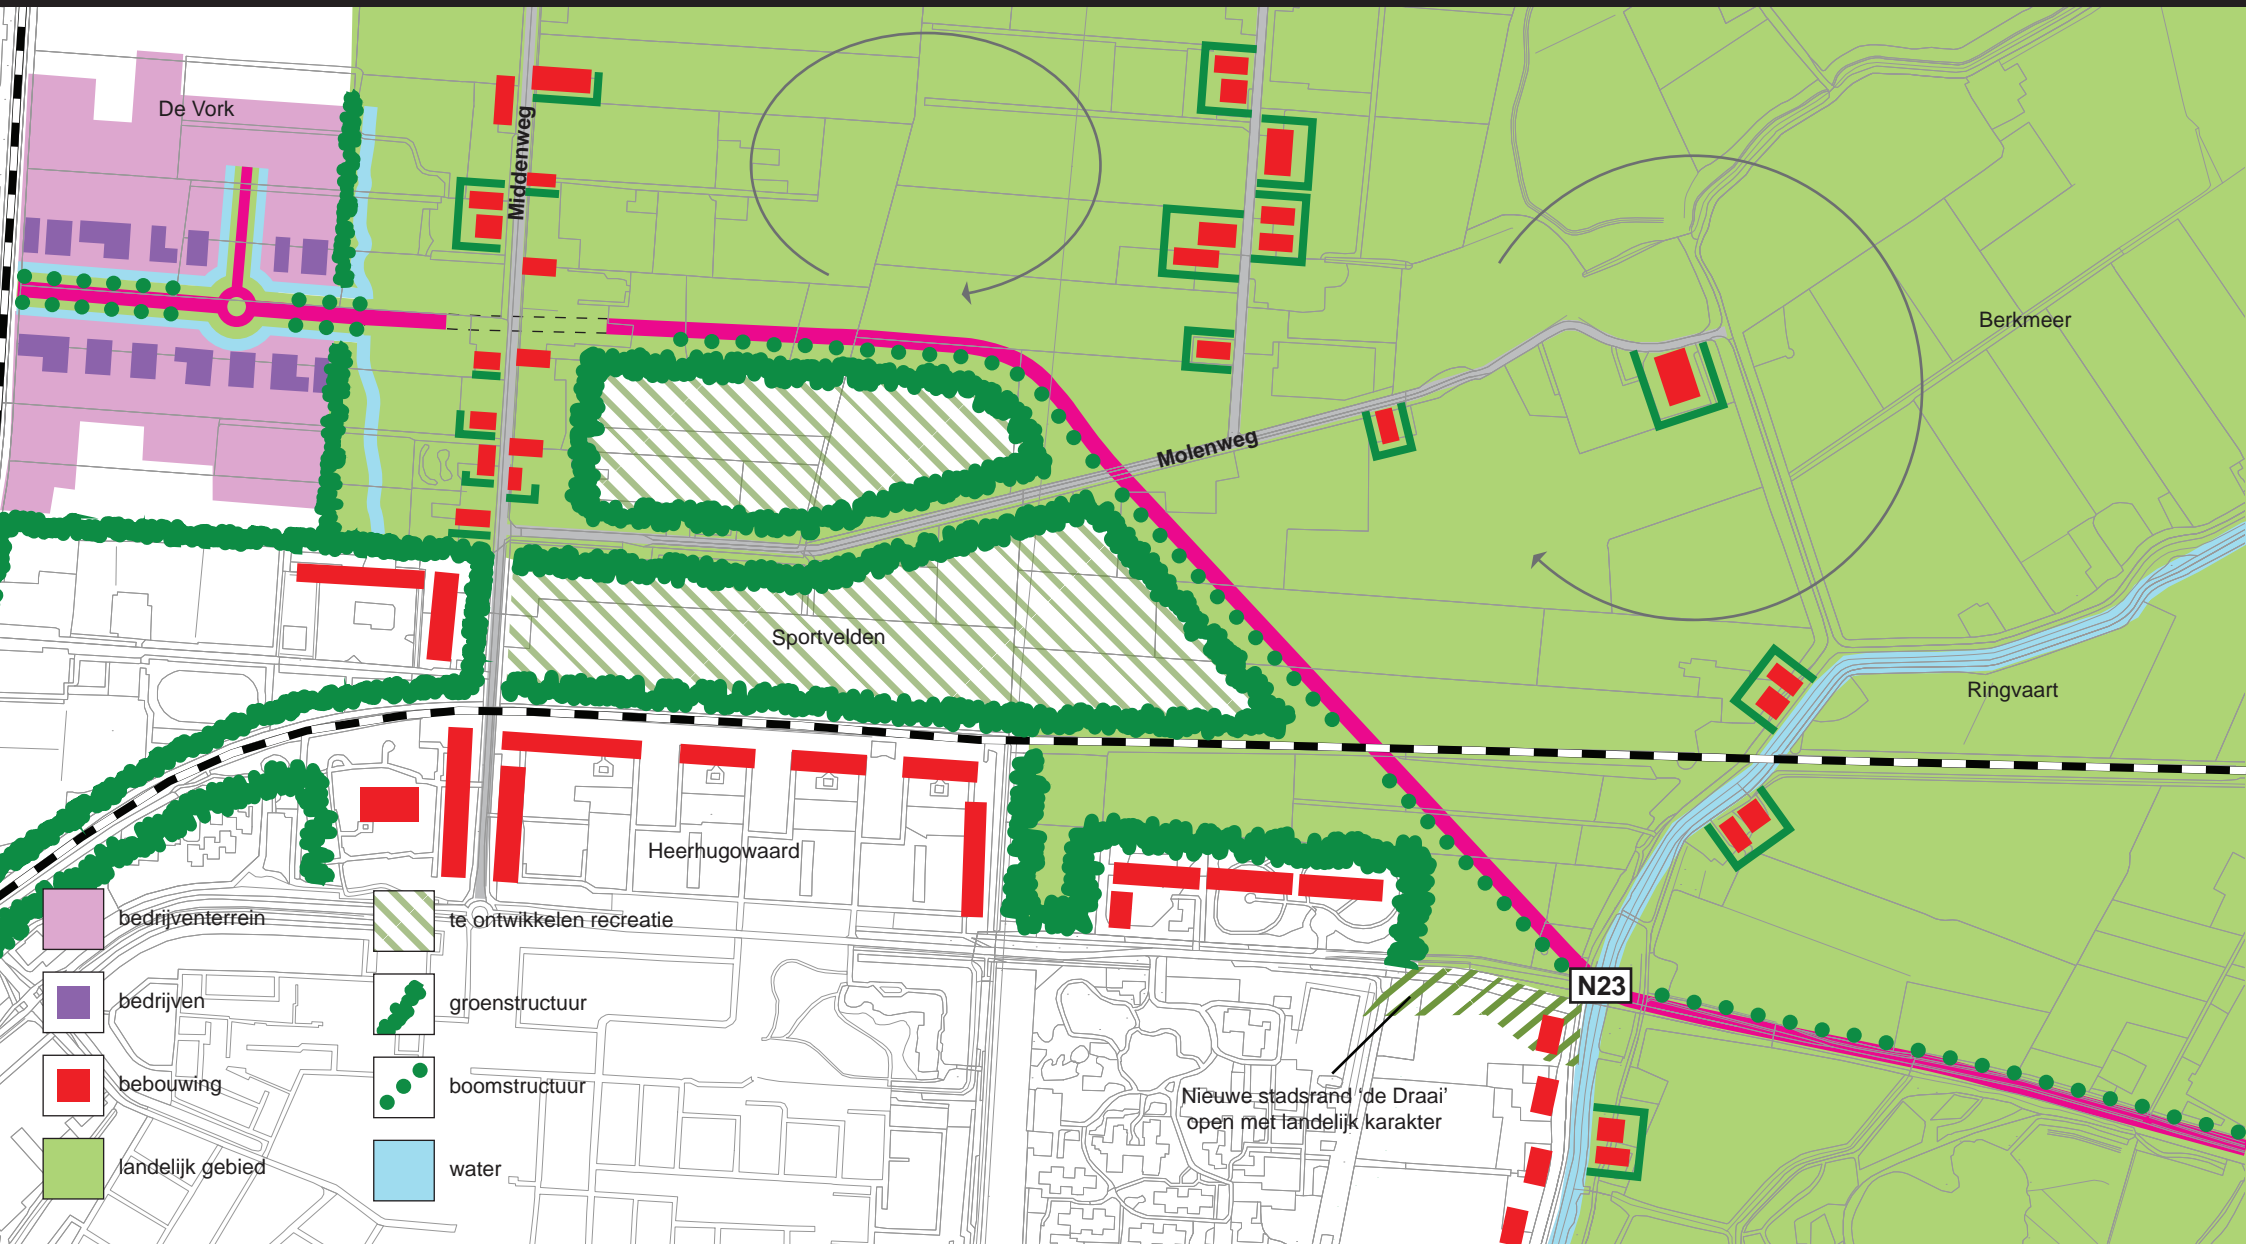 De Vork
Middenweg
Berkmeer
Molenweg
Sportvelden
Ringvaart
Heerhugowaard
N23
Nieuwe stadsrand ‘de Draai’
open met landelijk karakter
bedrijventerrein
bedrijven
bebouwing
landelijk gebied
te ontwikkelen recreatie
groenstructuur
boomstructuur
water